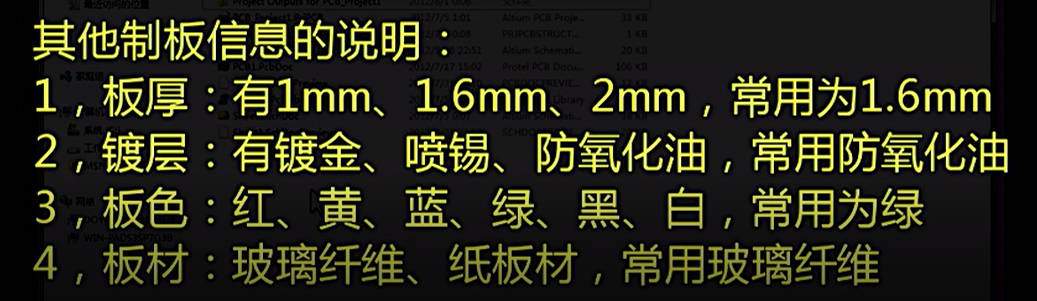 其他制板信息的说明：
1，板厚：有1mm、1.6mm、2mm，常用为1.6mm
2，镀层：有镀金、喷锡、防氧化油，常用防氧化油
3，板色：红、黄、蓝、绿、黑、白，常用为绿
4，板材：玻璃纤维、纸板材，常用玻璃纤维